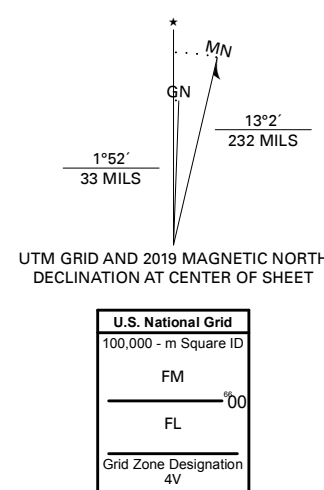 ★
MN
GN
13°2´
232 MILS
1°52´
33 MILS
UTM GRID AND 2019 MAGNETIC NORTH
DECLINATION AT CENTER OF SHEET
U.S. National Grid
100,000 - m Square ID
FM
6600
FL
Grid Zone Designation
4V